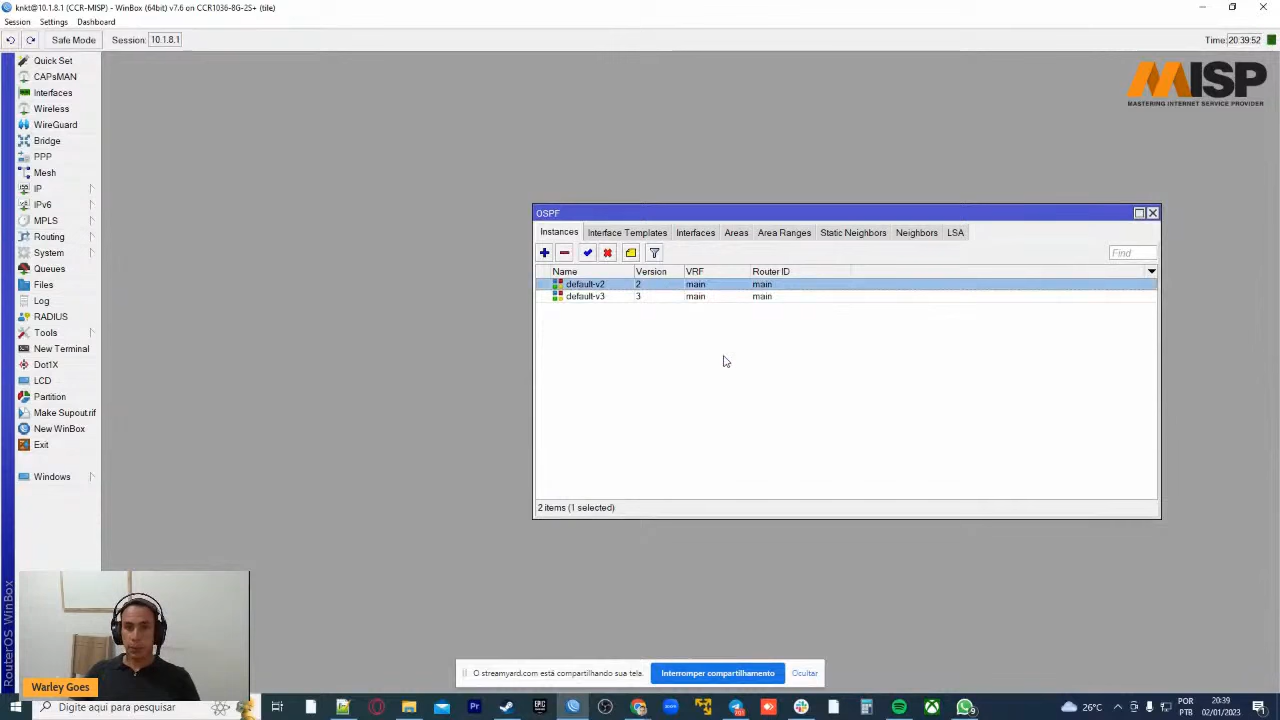 knkt@10.1.8.1 (CCR-MISP) - WinBox (64bit) v7.6 on CCR1036-8G-2S+ (tile)
Session Settings Dashboard
Safe Mode Session: 10.1.8.1 Time: 20:39:52
MISP
MASTERING INTERNET SERVICE PROVIDER
Quick Set
CAPsMAN
Interfaces
Wireless
WireGuard
Bridge
PPP
Mesh
IP
IPv6
MPLS
Routing
System
Queues
Files
Log
RADIUS
Tools
New Terminal
Dot1X
LCD
Partition
Make Supout.rif
New WinBox
Exit
Windows
RouterOS WinBox
OSPF
Instances Interface Templates Interfaces Areas Area Ranges Static Neighbors Neighbors LSA
Find
Name Version VRF Router ID
default-v2 2 main main
default-v3 3 main main
2 items (1 selected)
Warley Goes
O streamyard.com está compartilhando sua tela. Interromper compartilhamento Ocultar
Digite aqui para pesquisar
26°C
POR
PTB
20:39
02/01/2023